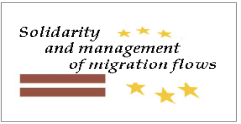 Solidarity
and management
of migration flows